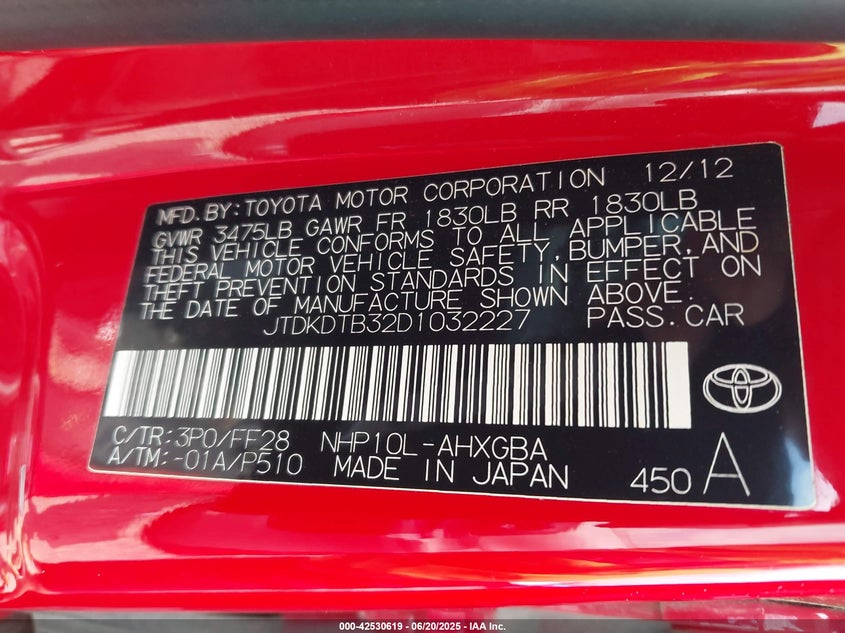 MFD.BY:TOYOTA MOTOR CORPORATION 12/12
GVWR 3475LB GAWR FR 1830LB RR 1830LB
THIS VEHICLE CONFORMS TO ALL APPLICABLE
FEDERAL MOTOR VEHICLE SAFETY,BUMPER,AND
THEFT PREVENTION STANDARDS IN EFFECT ON
THE DATE OF MANUFACTURE SHOWN ABOVE.
JTDKDTB32D1032227 PASS.CAR
C/TR:3P0/FF28 NHP10L-AHXGBA
A/TM:-01A/P510 MADE IN JAPAN 450 A
000-42530619 - 06/20/2025 - IAA Inc.